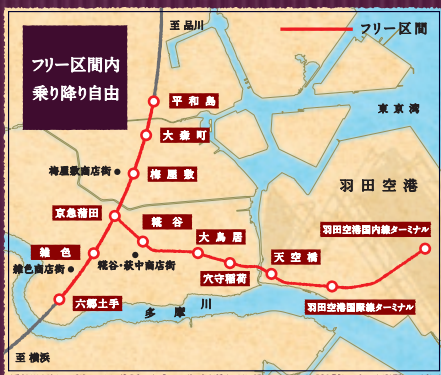 至 品川
フリー区間
フリー区間内
乗り降り自由
平和島
東京湾
大森町
梅屋敷商店街
梅屋敷
羽田空港
京急蒲田
糀谷
羽田空港国内線ターミナル
雑色
大鳥居
天空橋
雑色商店街
糀谷・萩中商店街
穴守稲荷
六郷土手
多摩川
羽田空港国際線ターミナル
至 横浜